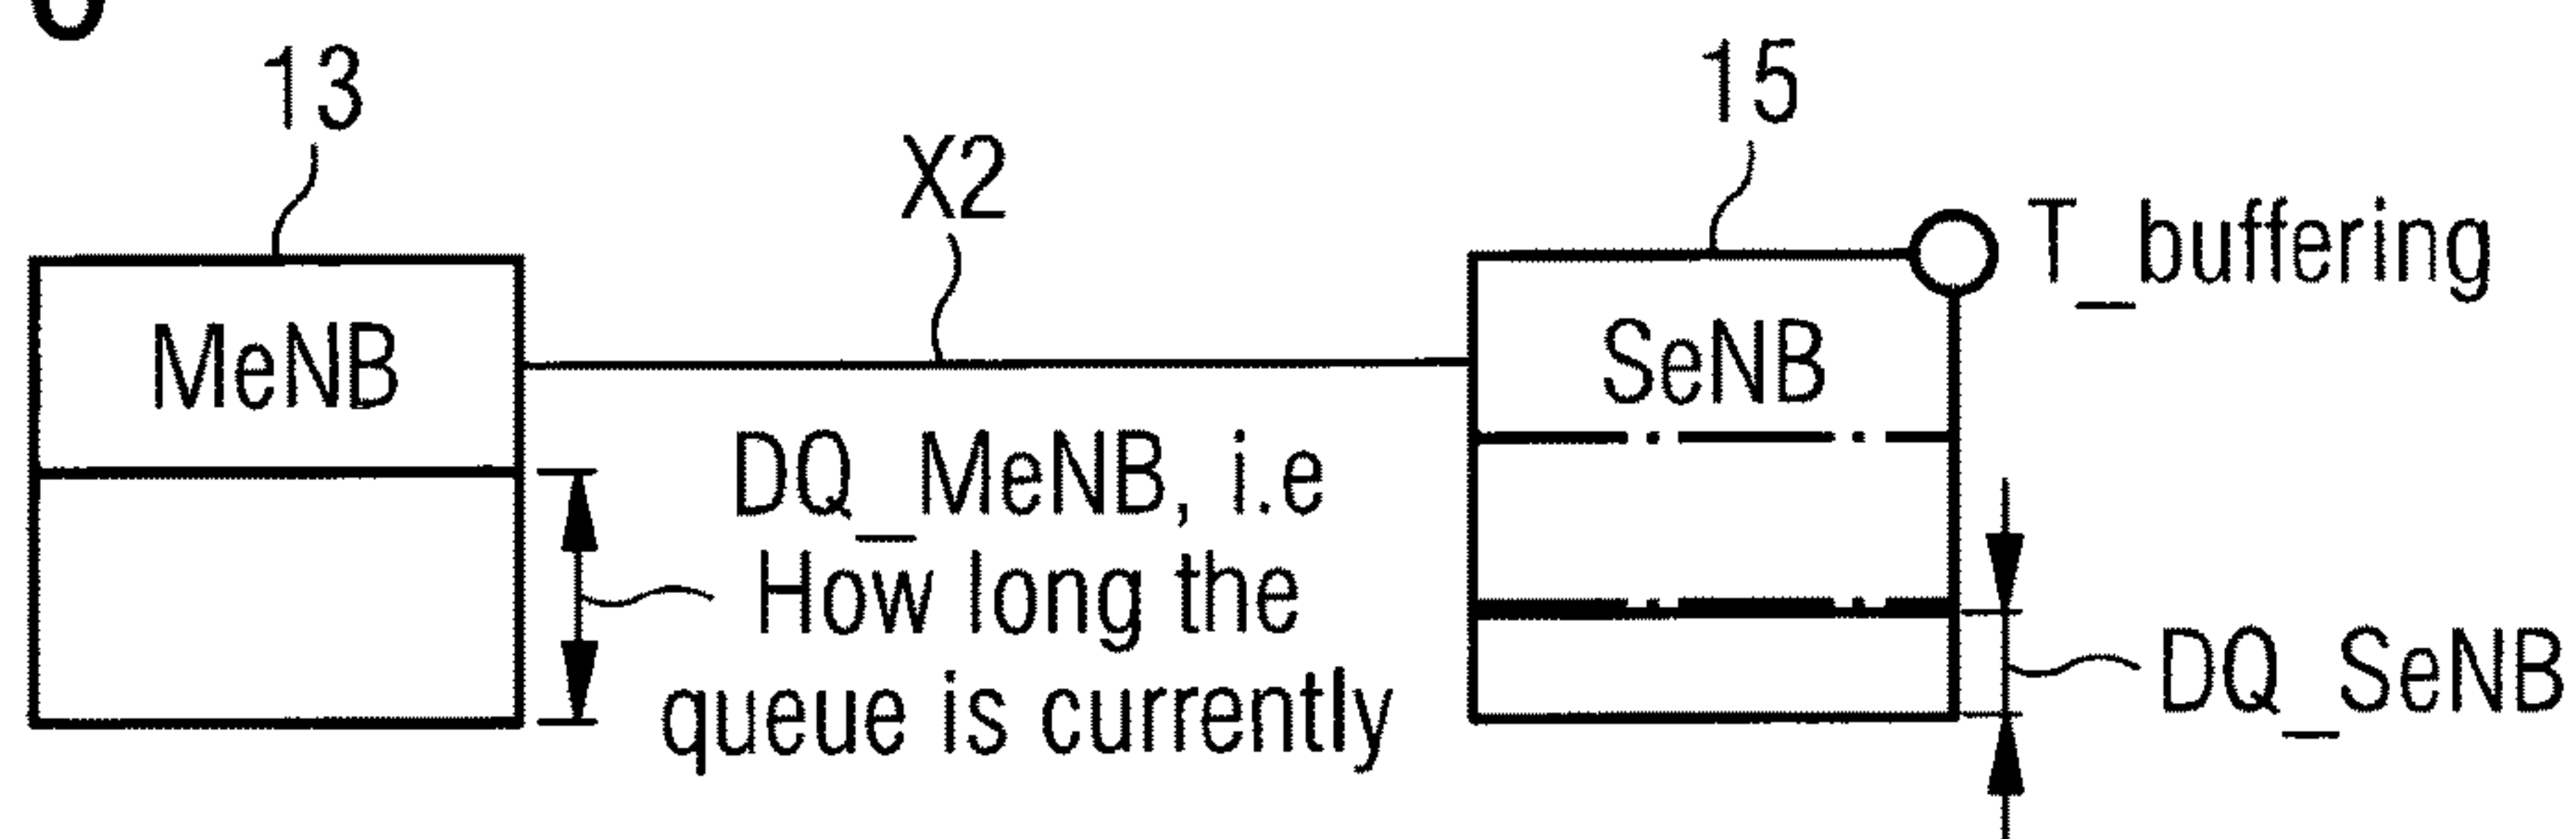 13
15
X2
T_buffering
MeNB
SeNB
DQ_MeNB, i.e
How long the
queue is currently
DQ_SeNB